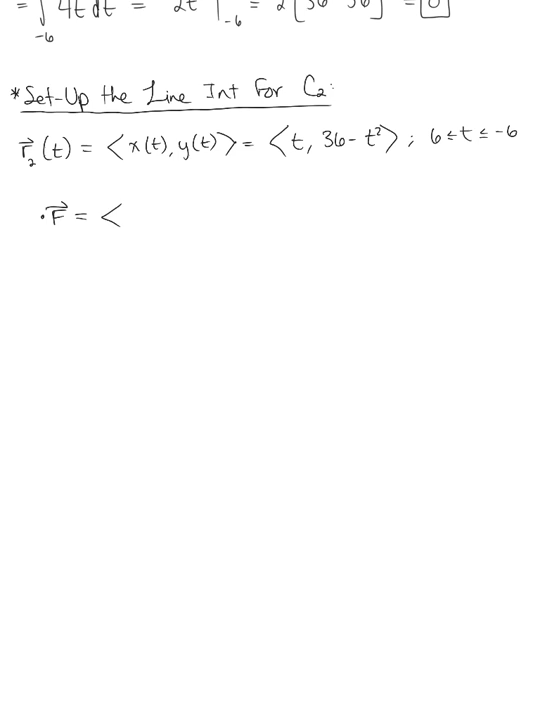 = ∫_{-6} 4t dt = 2t² |_{-6} = 2[36-36] = 0
*Set-Up the Line Int For C₂:
r⃗₂(t) = <x(t), y(t)> = <t, 36-t²> ; 6≤t≤-6
·F⃗ = <